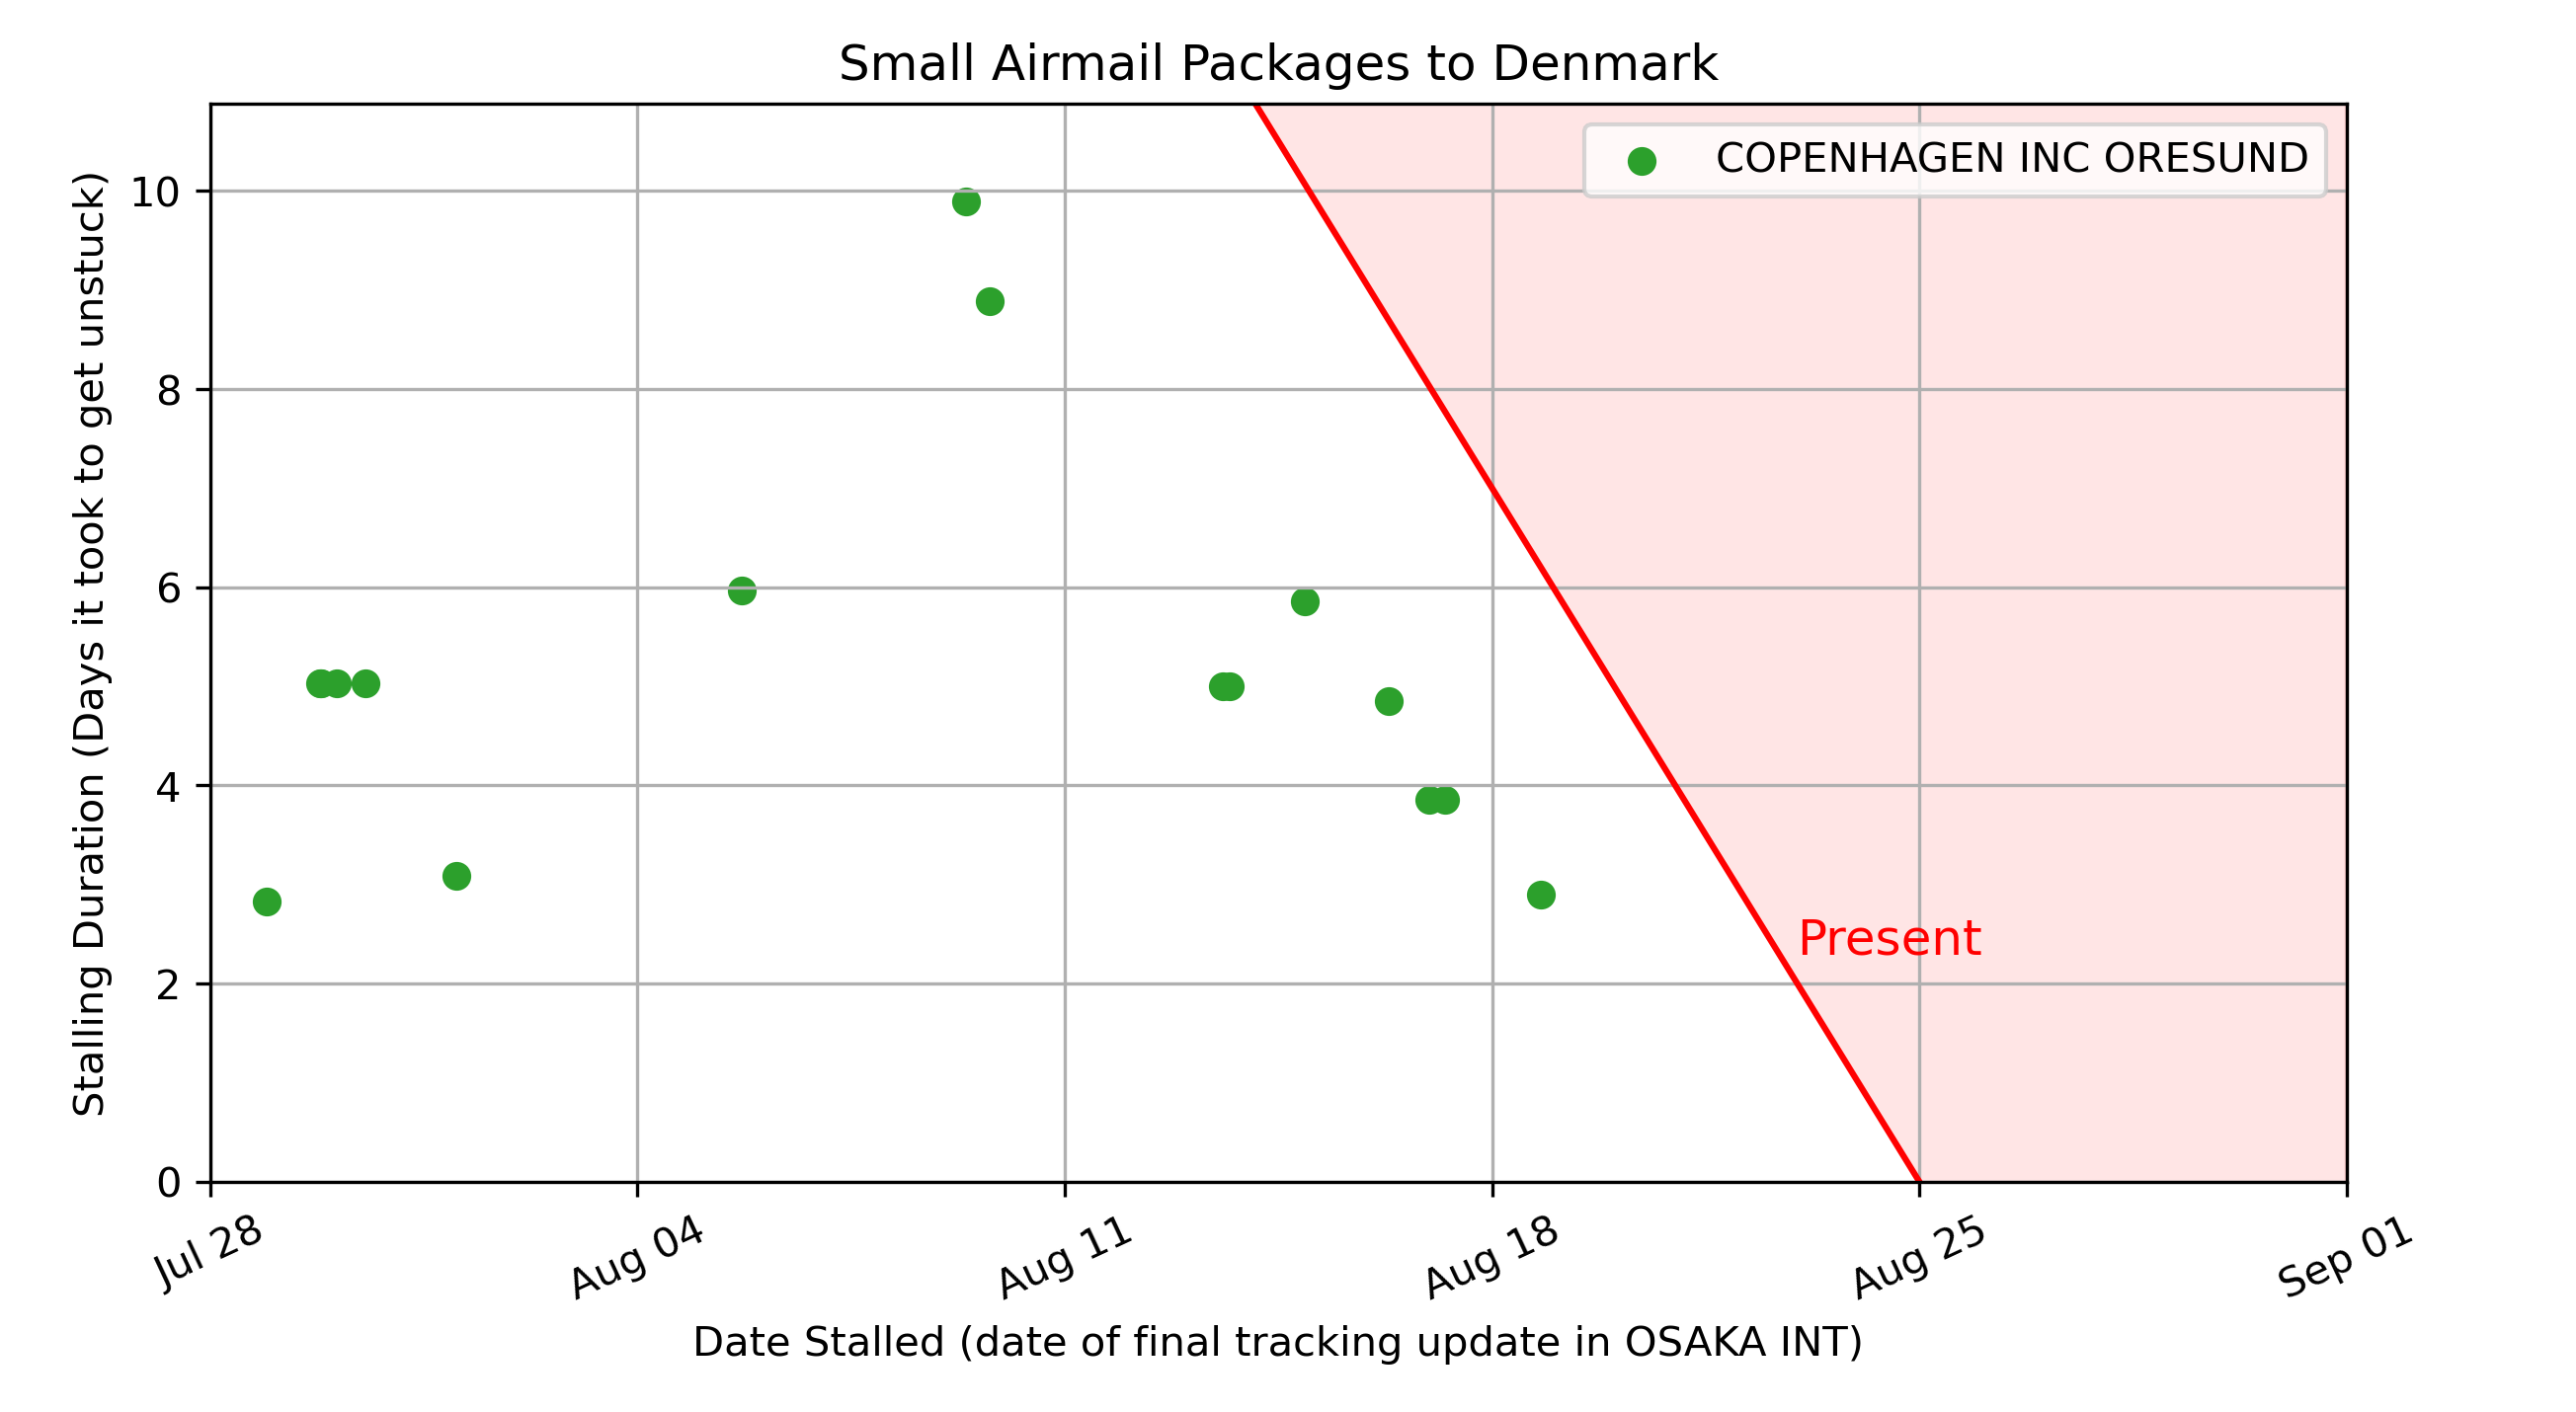 Small Airmail Packages to Denmark
COPENHAGEN INC ORESUND
Stalling Duration (Days it took to get unstuck)
10
8
6
4
2
0
Present
Jul 28
Aug 04
Aug 11
Aug 18
Aug 25
Sep 01
Date Stalled (date of final tracking update in OSAKA INT)